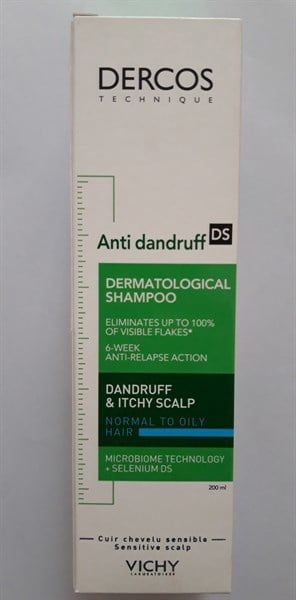 DERCOS
TECHNIQUE
Anti dandruff DS
DERMATOLOGICAL
SHAMPOO
ELIMINATES UP TO 100%
OF VISIBLE FLAKES*
6-WEEK
ANTI-RELAPSE ACTION
DANDRUFF
& ITCHY SCALP
NORMAL TO OILY
HAIR
MICROBIOME TECHNOLOGY
+ SELENIUM DS
200 ml
Cuir chevelu sensible
Sensitive scalp
VICHY
LABORATOIRES